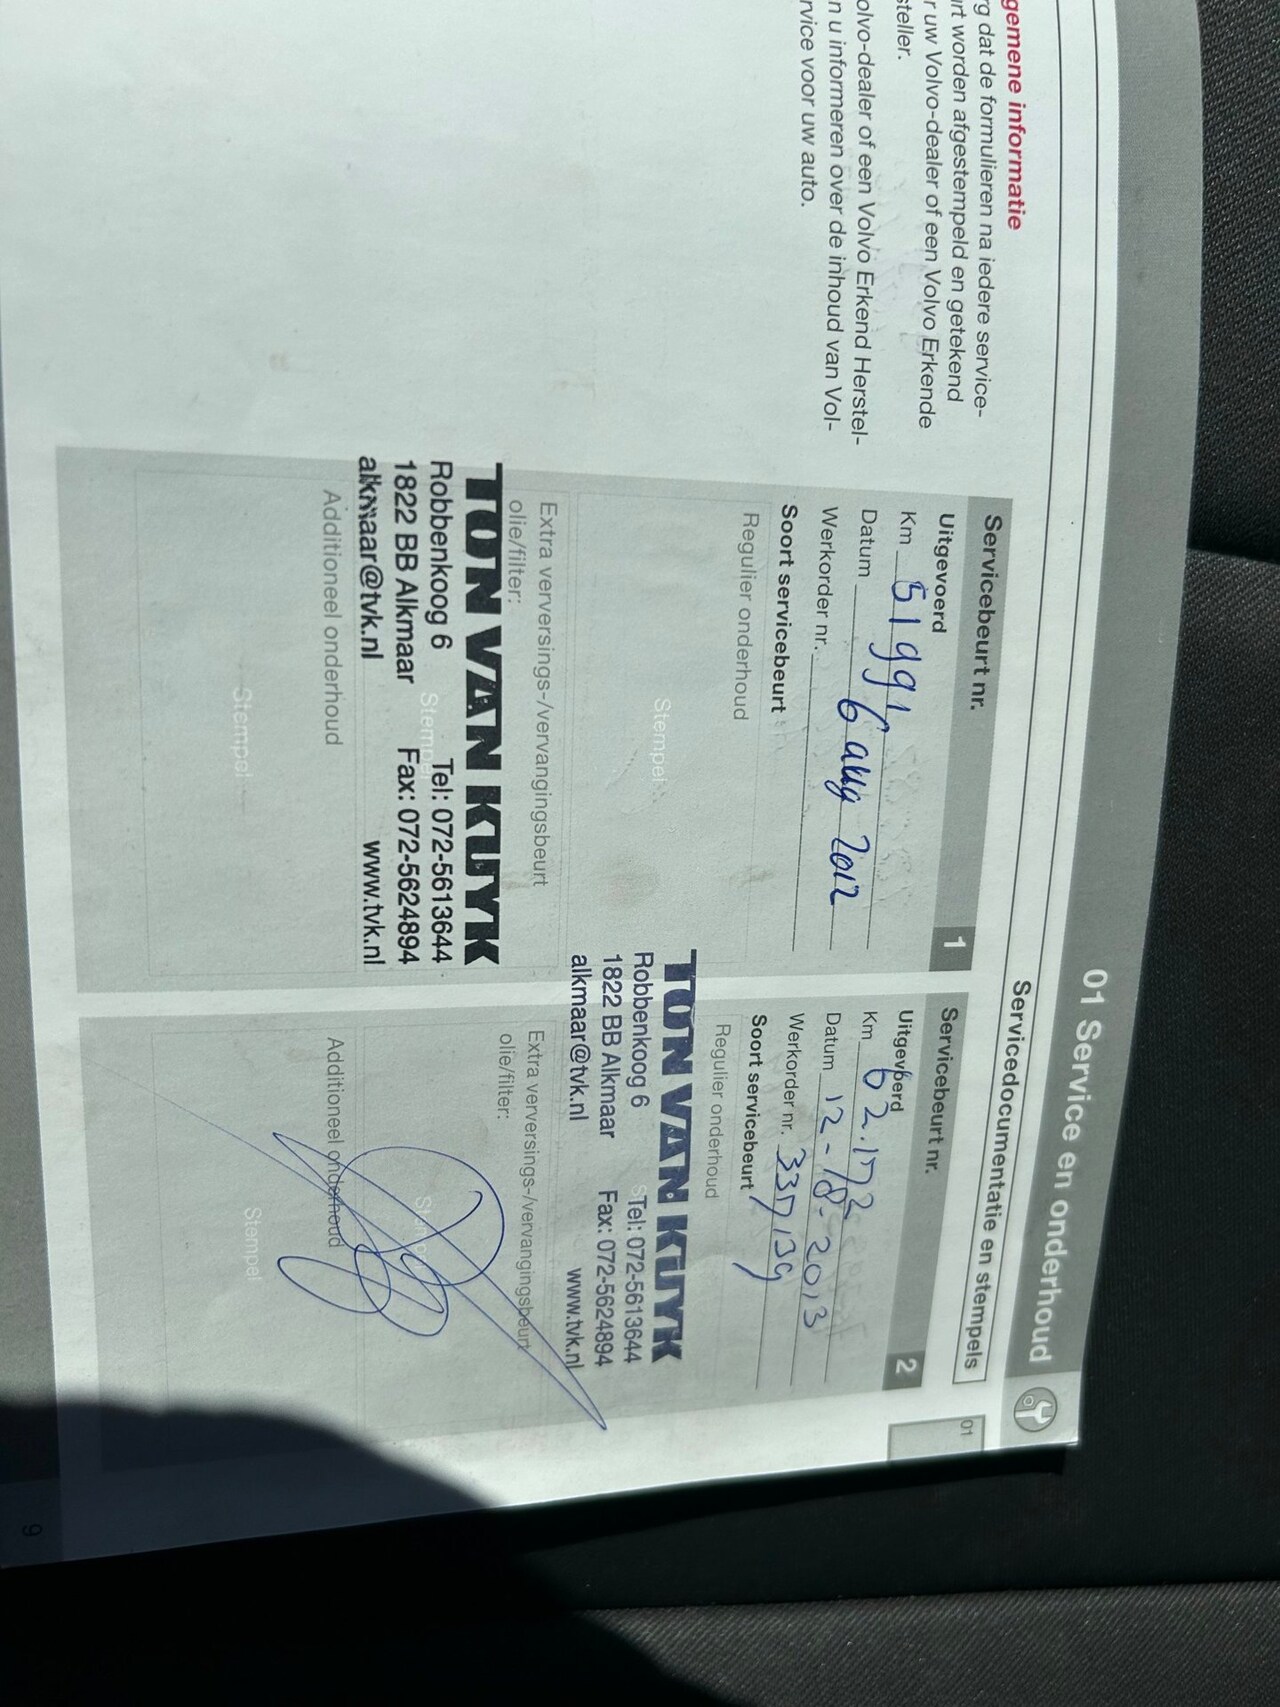 01 Service en onderhoud
Servicedocumentatie en stempels
01
gemene informatie
rg dat de formulieren na iedere service-
rt worden afgestempeld en getekend
r uw Volvo-dealer of een Volvo Erkende
steller.
olvo-dealer of een Volvo Erkend Herstel-
n u informeren over de inhoud van Vol-
rvice voor uw auto.
Servicebeurt nr. 1
Uitgevoerd
Km 51991
Datum 6 aug 2012
Werkorder nr.
Soort servicebeurt
Regulier onderhoud
Stempel
Extra verversings-/vervangingsbeurt
olie/filter:
TON VAN KUYK
Robbenkoog 6 Tel: 072-5613644
1822 BB Alkmaar Fax: 072-5624894
alkmaar@tvk.nl www.tvk.nl
Stempel
Additioneel onderhoud
Stempel
Servicebeurt nr. 2
Uitgevoerd
Km 62.172
Datum 12-10-2013
Werkorder nr. 337139
Soort servicebeurt
Regulier onderhoud
TON VAN KUYK
Robbenkoog 6 Tel: 072-5613644
1822 BB Alkmaar Fax: 072-5624894
alkmaar@tvk.nl www.tvk.nl
Extra verversings-/vervangingsbeurt
olie/filter:
Additioneel onderhoud
Stempel
9